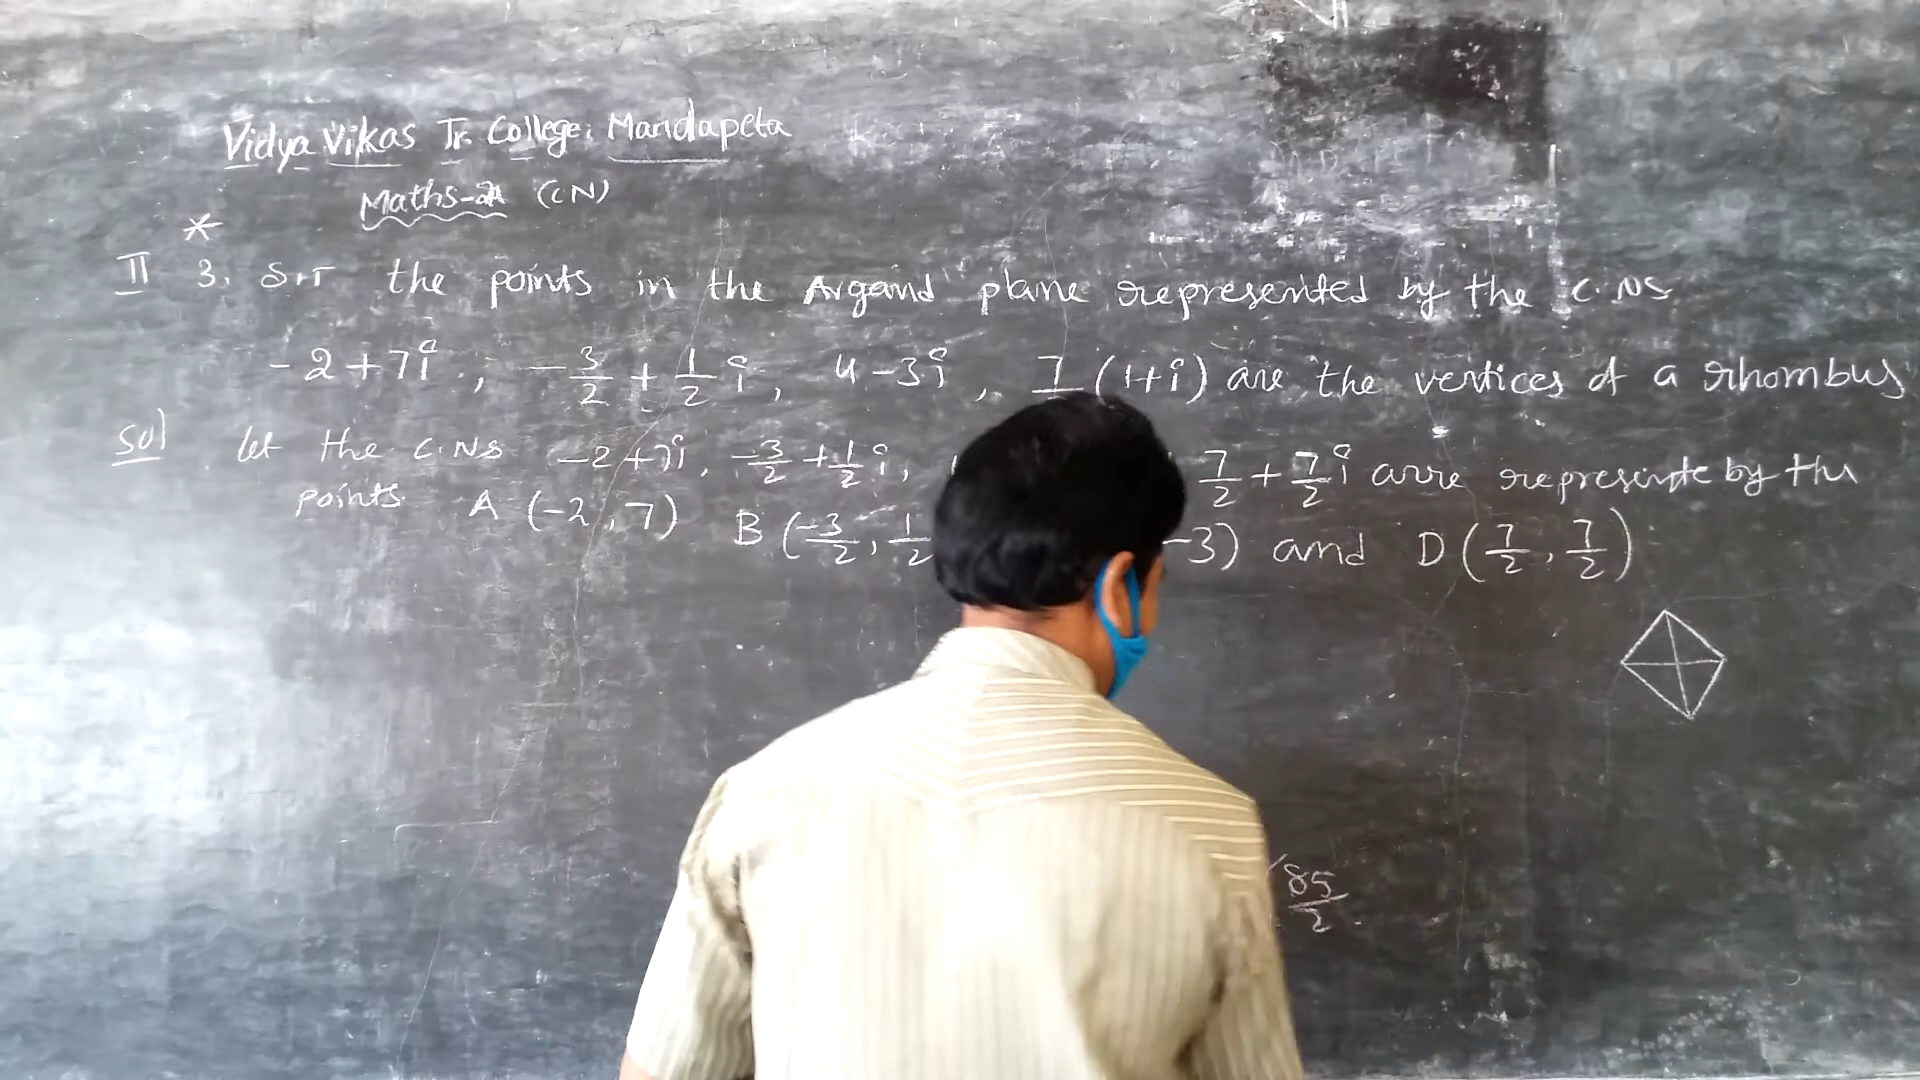 Vidya Vikas Jr. College, Mandapeta
Maths-2A (CN)
*
II 3. S.T the points in the Argand plane represented by the C.NS
-2+7i, -3/2 + 1/2 i, 4-3i, 7 (1+i) are the vertices of a rhombus
Sol let the C.NS -2+7i, -3/2 + 1/2 i, 7/2 + 7/2 i arre represente by the
points A (-2, 7) B (-3/2, 1/2 -3) and D (7/2, 7/2)
85/2